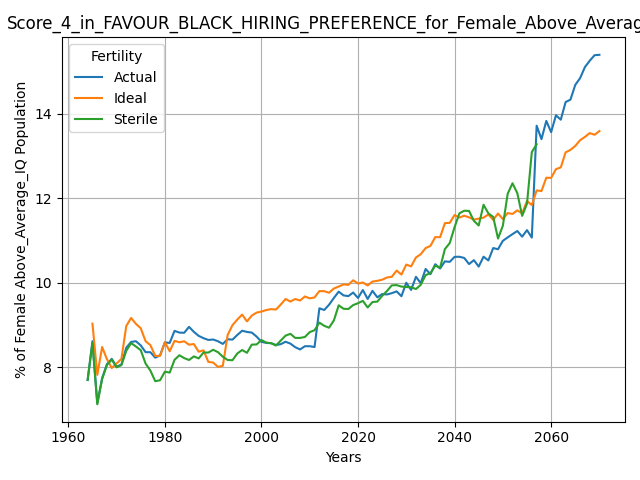 Score_4_in_FAVOUR_BLACK_HIRING_PREFERENCE_for_Female_Above_Averag
Fertility
Actual
Ideal
Sterile
% of Female Above_Average_IQ Population
14
12
10
8
1960 1980 2000 2020 2040 2060
Years